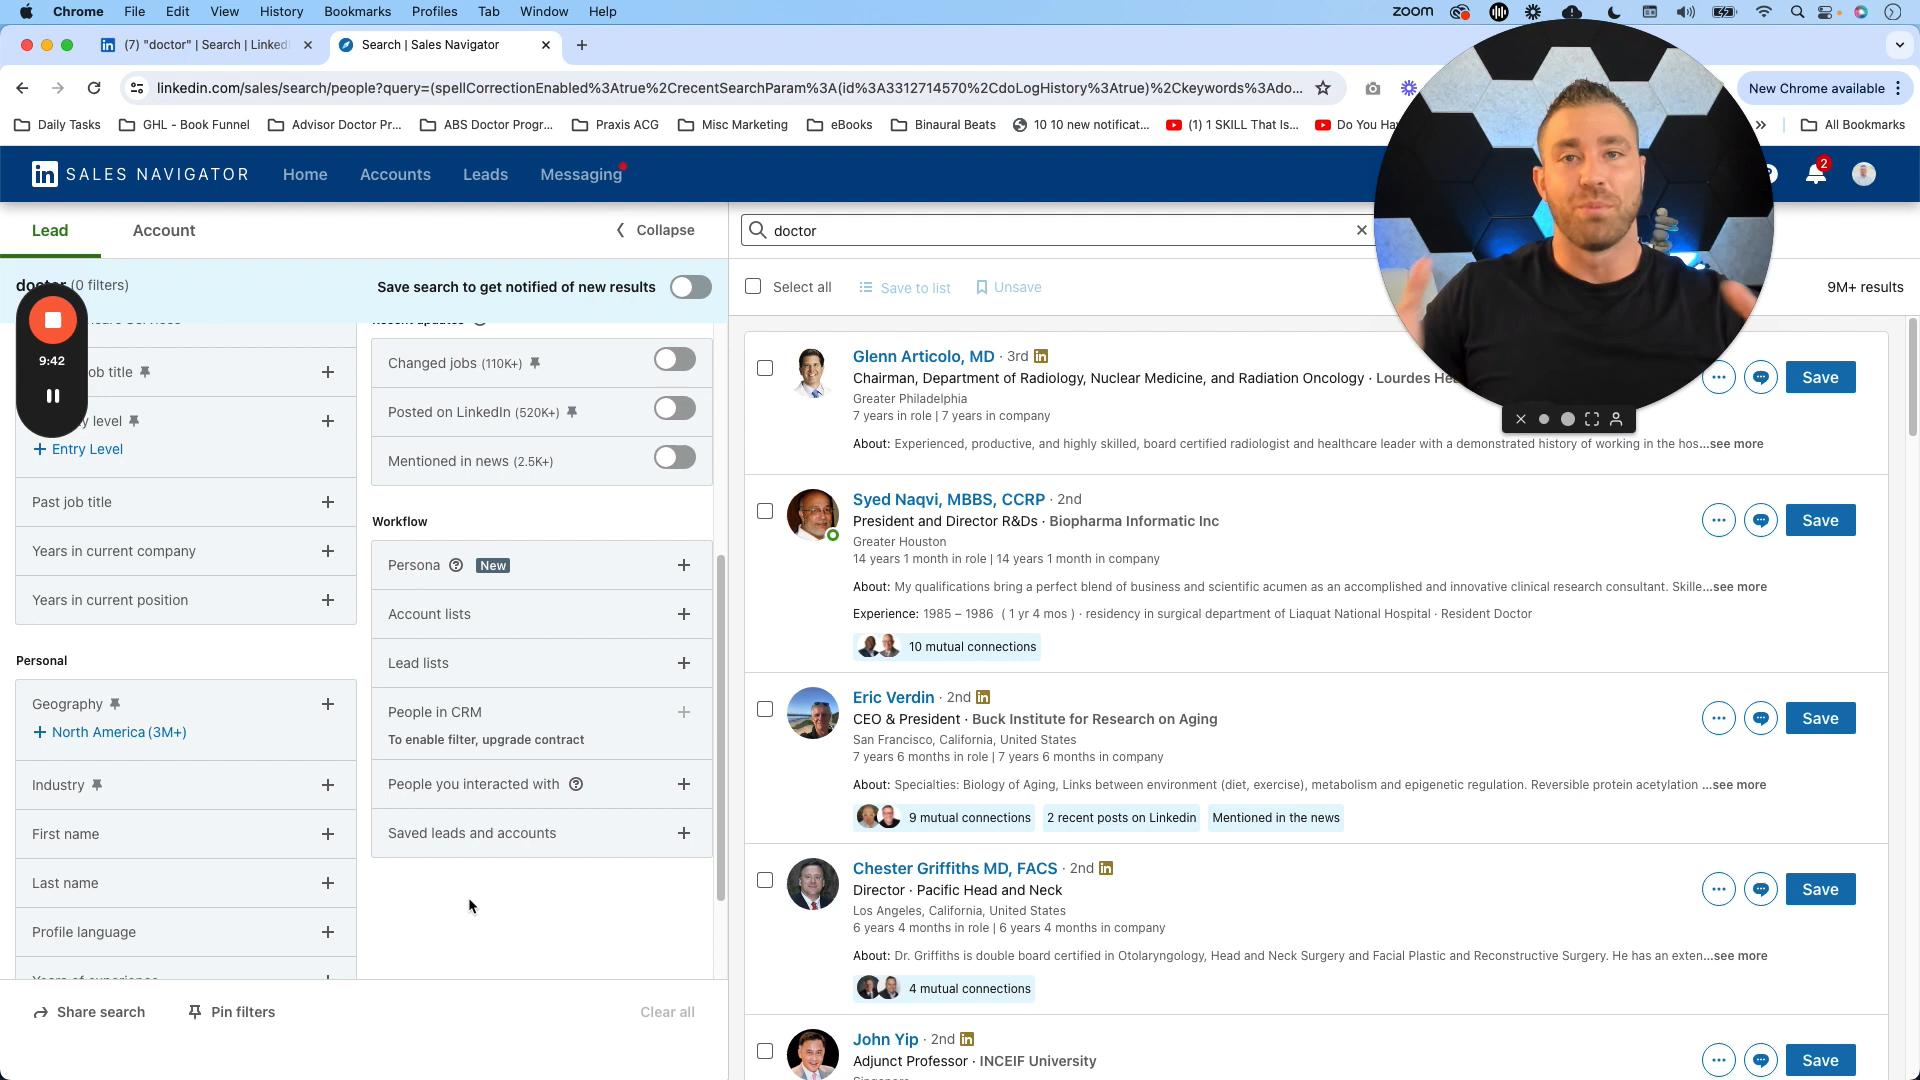 Chrome File Edit View History Bookmarks Profiles Tab Window Help
zoom
(7) "doctor" | Search | Linked
Search | Sales Navigator
linkedin.com/sales/search/people?query=(spellCorrectionEnabled%3Atrue%2CrecentSearchParam%3A(id%3A3312714570%2CdoLogHistory%3Atrue)%2Ckeywords%3Ado...
New Chrome available
Daily Tasks
GHL - Book Funnel
Advisor Doctor Pr...
ABS Doctor Progr...
Praxis ACG
Misc Marketing
eBooks
Binaural Beats
10 10 new notificat...
(1) 1 SKILL That Is...
Do You Hav
All Bookmarks
in SALES NAVIGATOR
Home
Accounts
Leads
Messaging
2
Lead
Account
Collapse
doctor
doctor (0 filters)
Save search to get notified of new results
Select all
Save to list
Unsave
9M+ results
9:42
ob title
level
+ Entry Level
Past job title
Years in current company
Years in current position
Personal
Geography
+ North America (3M+)
Industry
First name
Last name
Profile language
Years of experience
Recent updates
Changed jobs (110K+)
Posted on LinkedIn (520K+)
Mentioned in news (2.5K+)
Workflow
Persona New
Account lists
Lead lists
People in CRM
To enable filter, upgrade contract
People you interacted with
Saved leads and accounts
Share search
Pin filters
Clear all
Glenn Articolo, MD · 3rd in
Chairman, Department of Radiology, Nuclear Medicine, and Radiation Oncology · Lourdes Hea
Greater Philadelphia
7 years in role | 7 years in company
About: Experienced, productive, and highly skilled, board certified radiologist and healthcare leader with a demonstrated history of working in the hos...see more
Save
Syed Naqvi, MBBS, CCRP · 2nd
President and Director R&Ds · Biopharma Informatic Inc
Greater Houston
14 years 1 month in role | 14 years 1 month in company
About: My qualifications bring a perfect blend of business and scientific acumen as an accomplished and innovative clinical research consultant. Skille...see more
Experience: 1985 – 1986 ( 1 yr 4 mos ) · residency in surgical department of Liaquat National Hospital · Resident Doctor
10 mutual connections
Save
Eric Verdin · 2nd in
CEO & President · Buck Institute for Research on Aging
San Francisco, California, United States
7 years 6 months in role | 7 years 6 months in company
About: Specialties: Biology of Aging, Links between environment (diet, exercise), metabolism and epigenetic regulation. Reversible protein acetylation ...see more
9 mutual connections
2 recent posts on Linkedin
Mentioned in the news
Save
Chester Griffiths MD, FACS · 2nd in
Director · Pacific Head and Neck
Los Angeles, California, United States
6 years 4 months in role | 6 years 4 months in company
About: Dr. Griffiths is double board certified in Otolaryngology, Head and Neck Surgery and Facial Plastic and Reconstructive Surgery. He has an exten...see more
4 mutual connections
Save
John Yip · 2nd in
Adjunct Professor · INCEIF University
Save